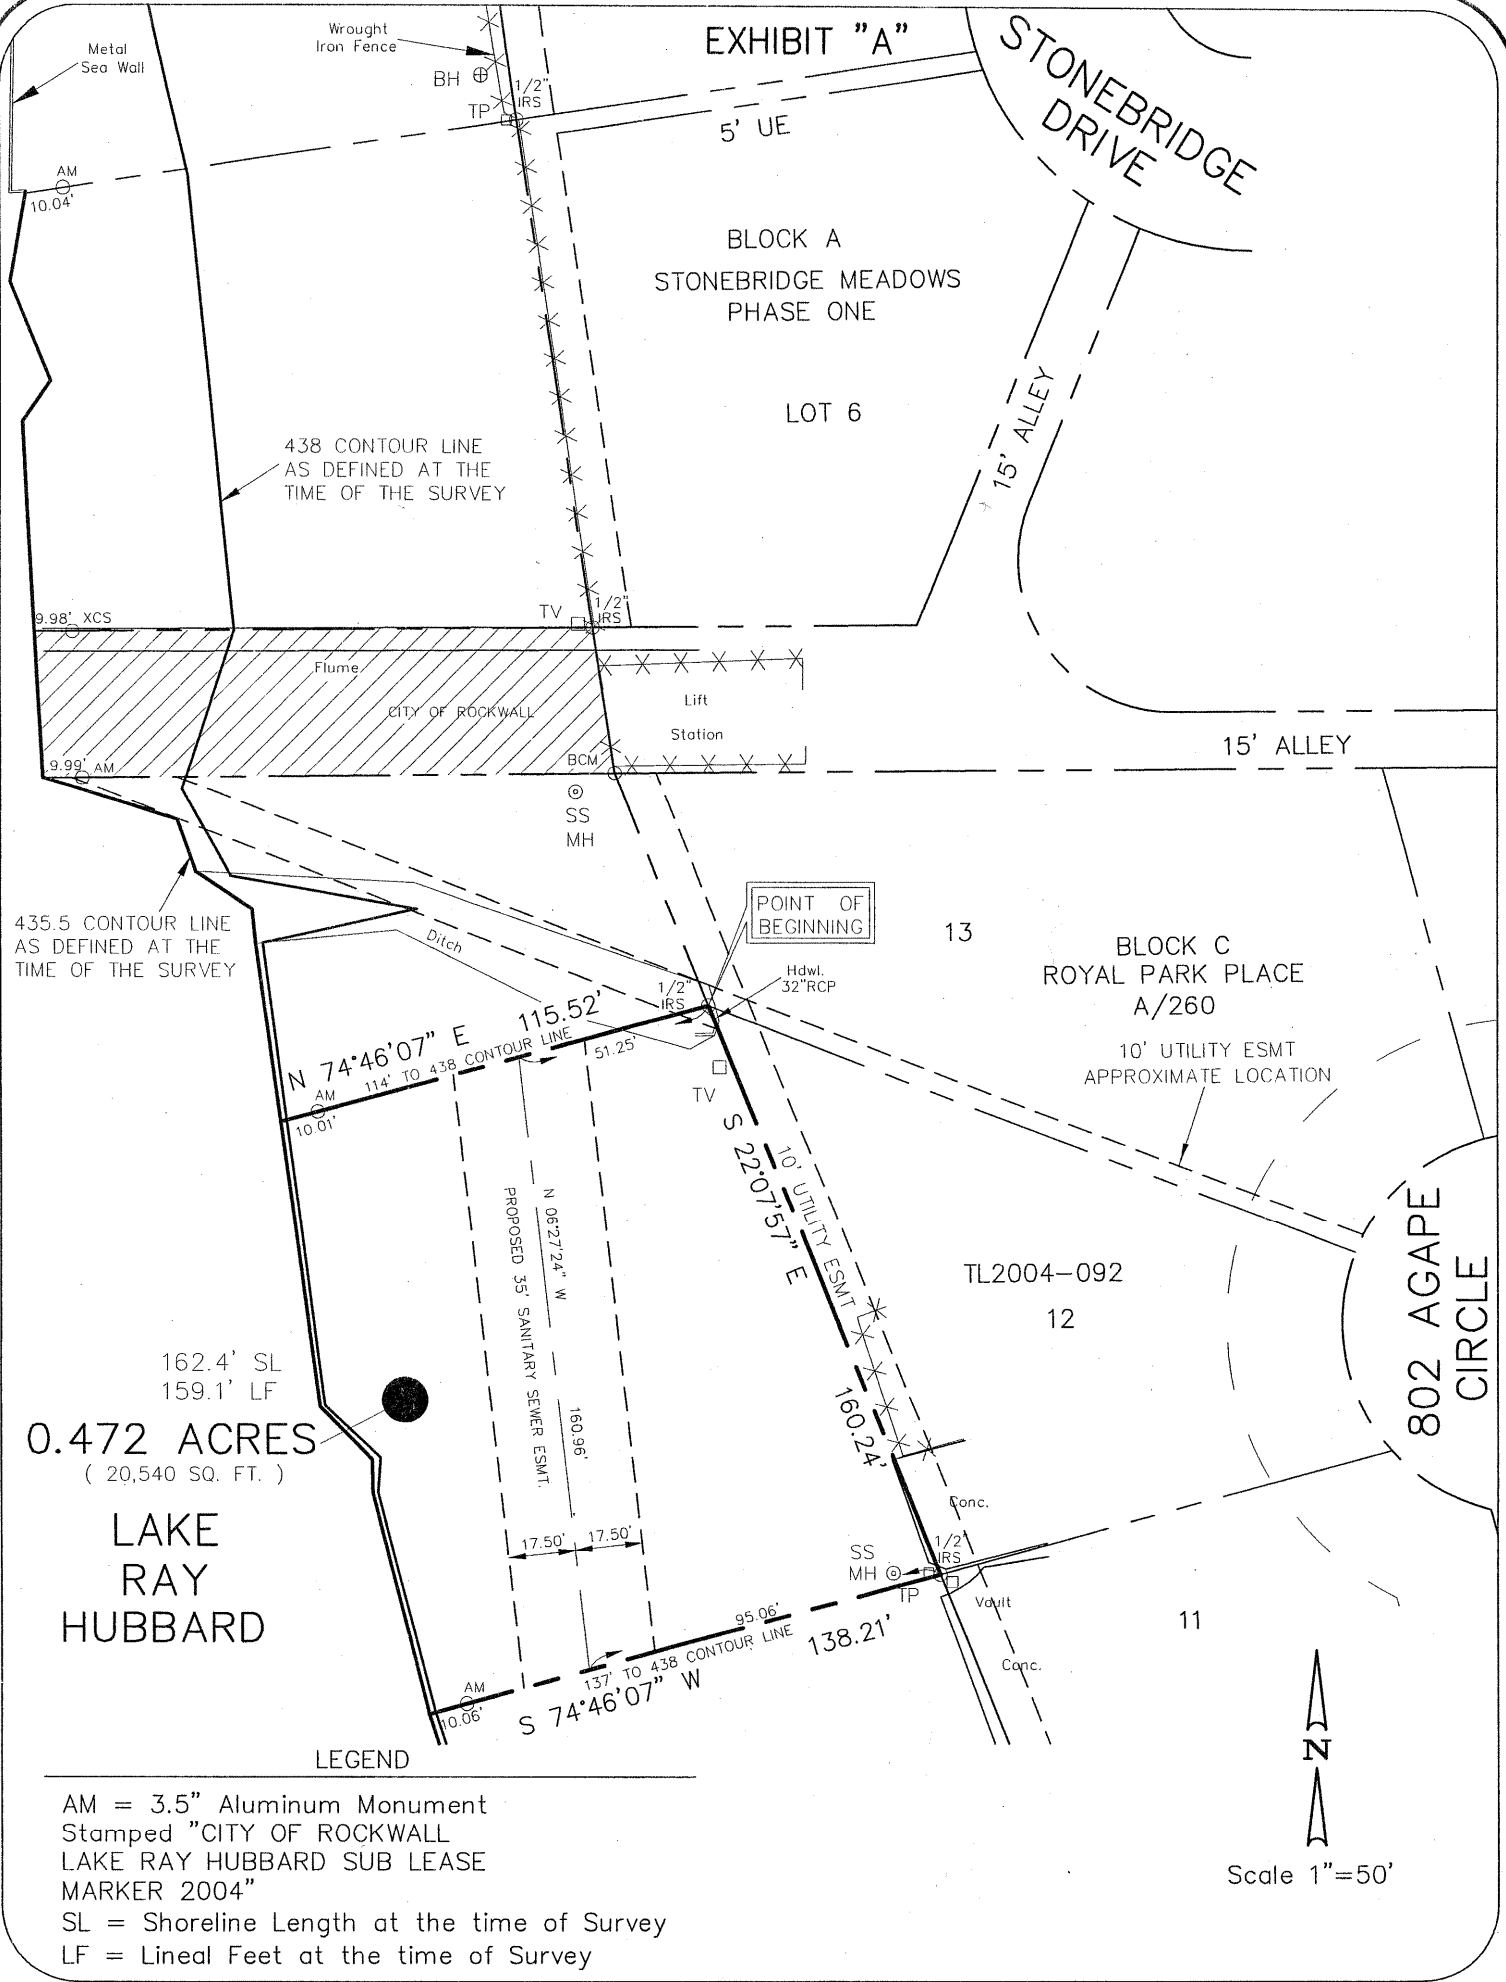 EXHIBIT "A"
Metal
Sea Wall
Wrought
Iron Fence
BH
TP
1/2"
IRS
5' UE
STONEBRIDGE
DRIVE
AM
10.04'
BLOCK A
STONEBRIDGE MEADOWS
PHASE ONE
LOT 6
15' ALLEY
438 CONTOUR LINE
AS DEFINED AT THE
TIME OF THE SURVEY
9.98' XCS
TV
1/2"
IRS
Flume
CITY OF ROCKWALL
Lift
Station
9.99' AM
BCM
15' ALLEY
SS
MH
435.5 CONTOUR LINE
AS DEFINED AT THE
TIME OF THE SURVEY
Ditch
POINT OF
BEGINNING
13
BLOCK C
ROYAL PARK PLACE
A/260
Hdwl.
32"RCP
1/2"
IRS
N 74°46'07" E 115.52'
114' TO 438 CONTOUR LINE
51.25'
AM
10.01'
TV
10' UTILITY ESMT
APPROXIMATE LOCATION
S 22°07'57" E
10' UTILITY ESMT
160.24'
N 06°27'24" W
160.96'
PROPOSED 35' SANITARY SEWER ESMT.
TL2004-092
12
802 AGAPE
CIRCLE
162.4' SL
159.1' LF
0.472 ACRES
( 20,540 SQ. FT. )
LAKE
RAY
HUBBARD
17.50'
17.50'
Conc.
1/2"
IRS
SS
MH
TP
Vault
11
Conc.
95.06'
137' TO 438 CONTOUR LINE
138.21'
S 74°46'07" W
AM
10.06'
N
Scale 1"=50'
LEGEND
AM = 3.5" Aluminum Monument
Stamped "CITY OF ROCKWALL
LAKE RAY HUBBARD SUB LEASE
MARKER 2004"
SL = Shoreline Length at the time of Survey
LF = Lineal Feet at the time of Survey